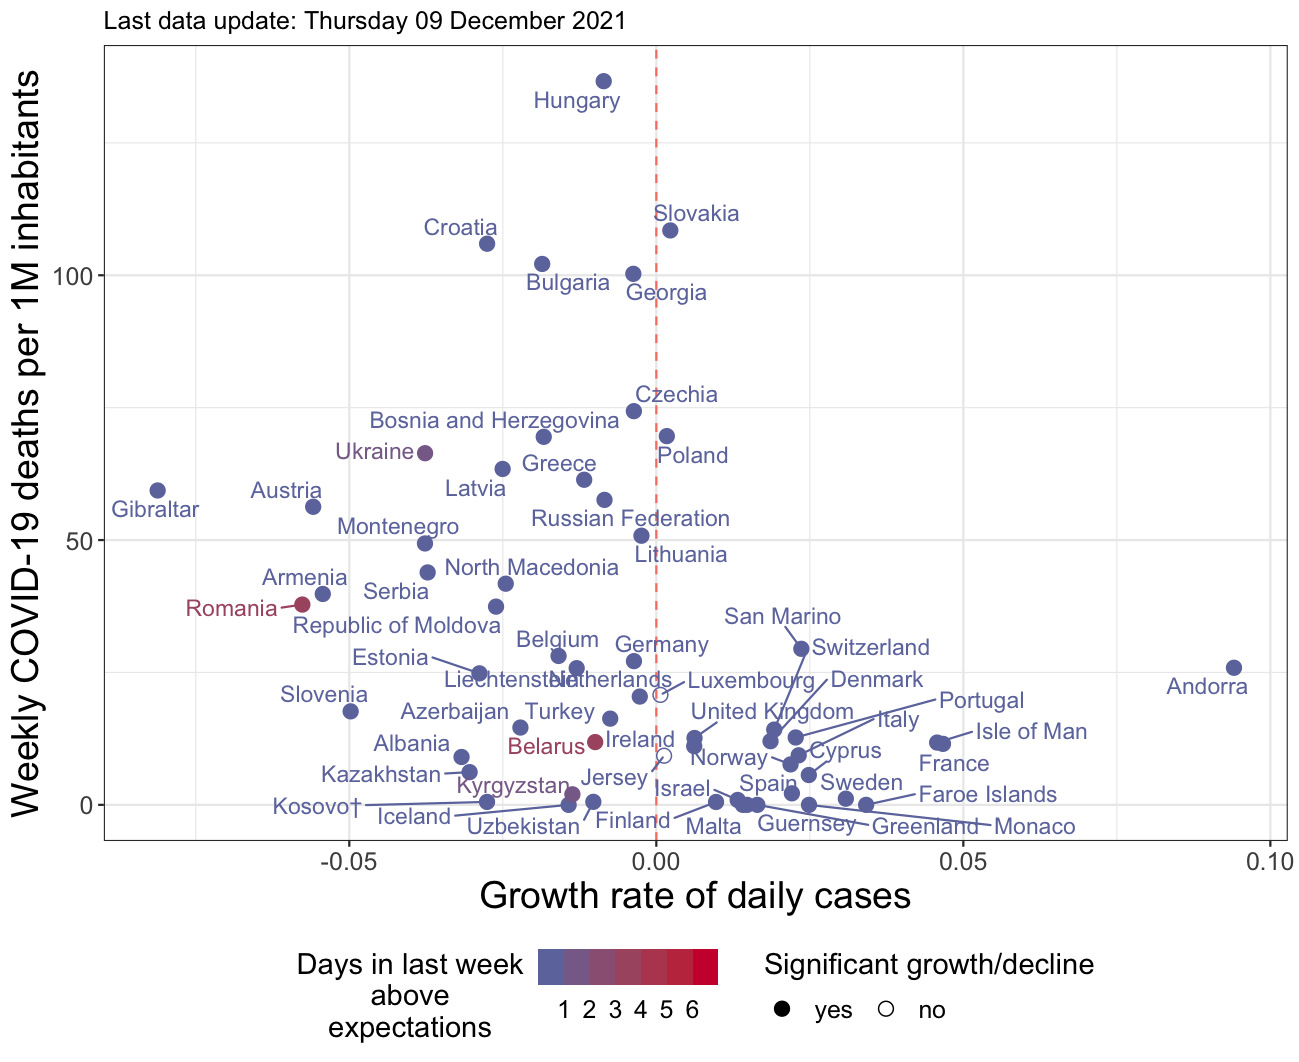 Last data update: Thursday 09 December 2021
Weekly COVID-19 deaths per 1M inhabitants
100
50
0
Hungary
Slovakia
Croatia
Bulgaria
Georgia
Czechia
Bosnia and Herzegovina
Ukraine
Poland
Greece
Latvia
Austria
Gibraltar
Russian Federation
Montenegro
Lithuania
North Macedonia
Armenia
Serbia
Romania
San Marino
Republic of Moldova
Belgium
Germany
Switzerland
Estonia
Liechtenstein
Netherlands
Luxembourg
Denmark
Andorra
Slovenia
Portugal
Azerbaijan
Turkey
United Kingdom
Italy
Isle of Man
Albania
Belarus
Ireland
Norway
Cyprus
France
Kazakhstan
Jersey
Kyrgyzstan
Israel
Spain
Sweden
Faroe Islands
Kosovo†
Iceland
Uzbekistan
Finland
Malta
Guernsey
Greenland
Monaco
-0.05
0.00
0.05
0.10
Growth rate of daily cases
Days in last week
above
expectations
1 2 3 4 5 6
Significant growth/decline
yes
no